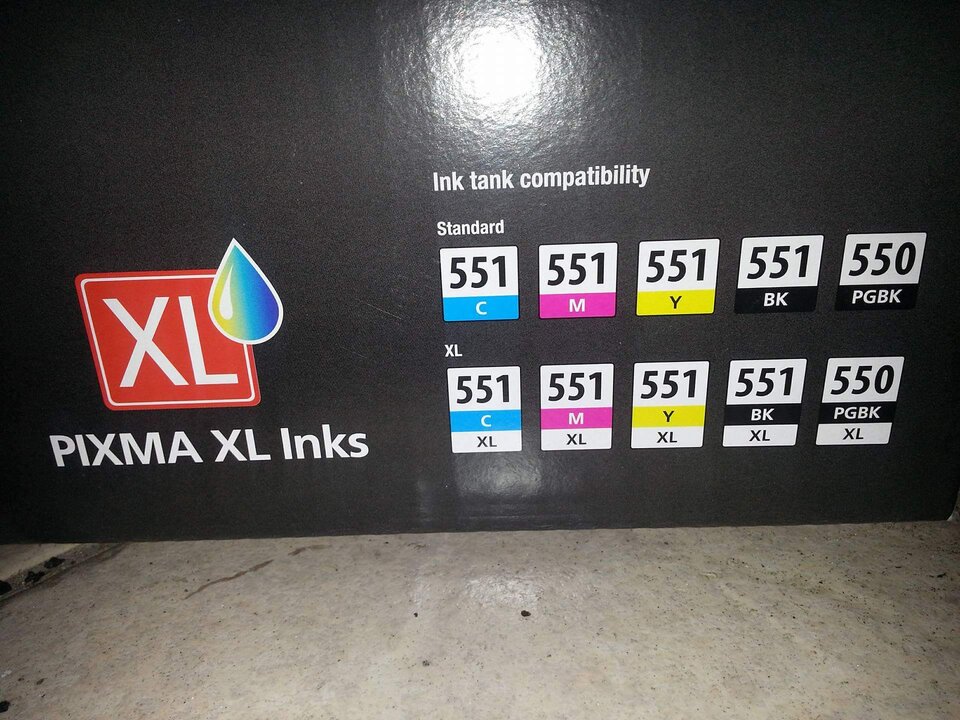 Ink tank compatibility
Standard
551 551 551 551 550
C M Y BK PGBK
XL
XL
551 551 551 551 550
C M Y BK PGBK
XL XL XL XL XL
PIXMA XL Inks